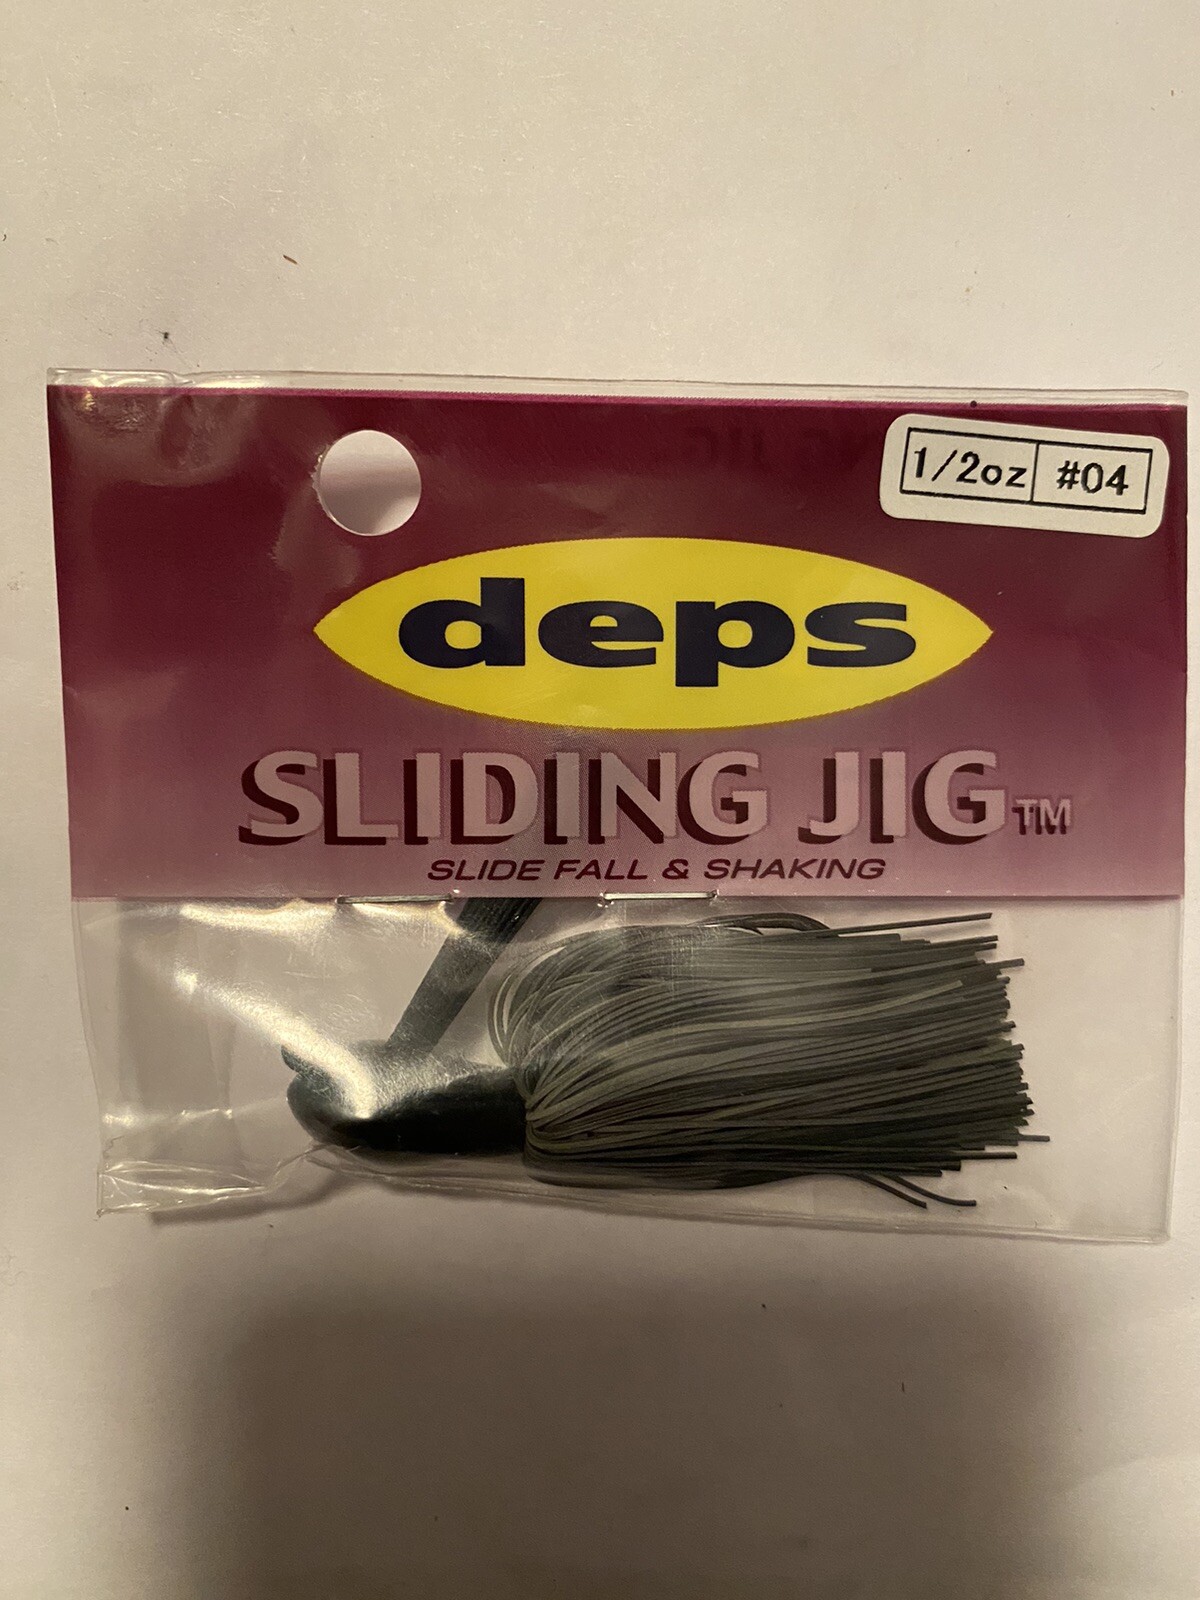 1/2oz #04
deps
SLIDING JIG™
SLIDE FALL & SHAKING